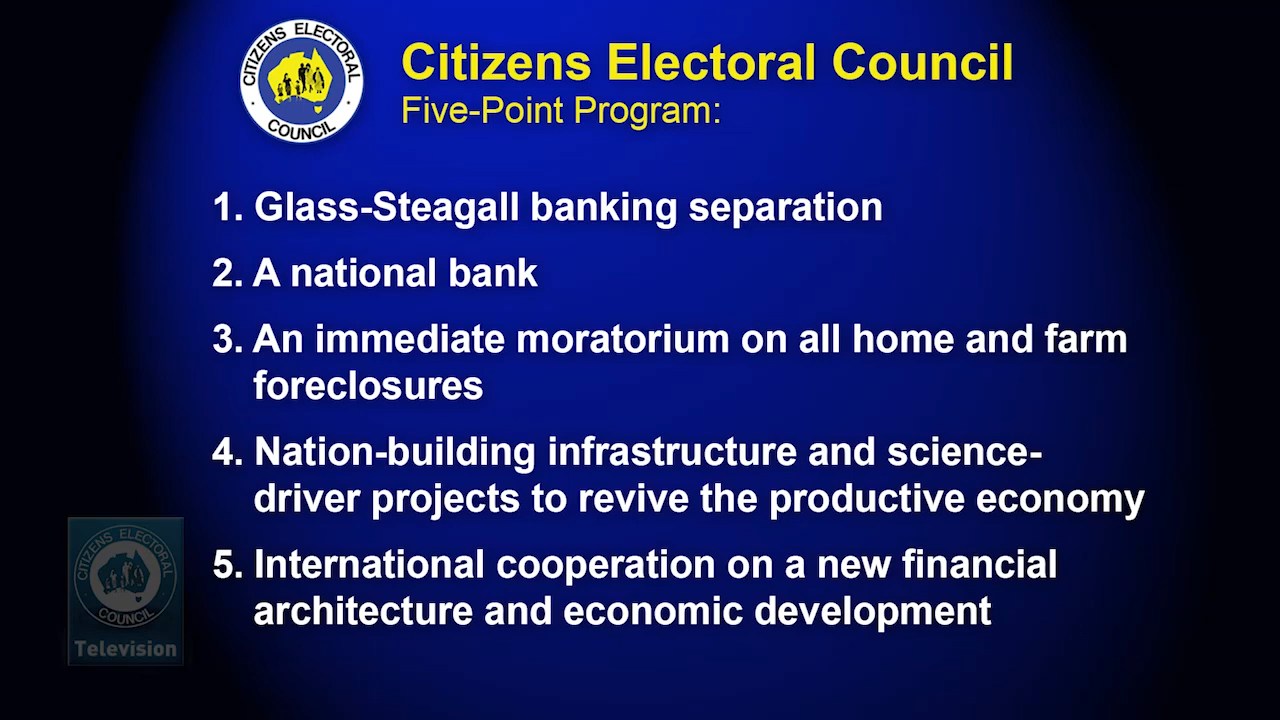 CITIZENS ELECTORAL
COUNCIL
Citizens Electoral Council
Five-Point Program:
1. Glass-Steagall banking separation
2. A national bank
3. An immediate moratorium on all home and farm
foreclosures
4. Nation-building infrastructure and science-
driver projects to revive the productive economy
5. International cooperation on a new financial
architecture and economic development
CITIZENS ELECTORAL
COUNCIL
Television